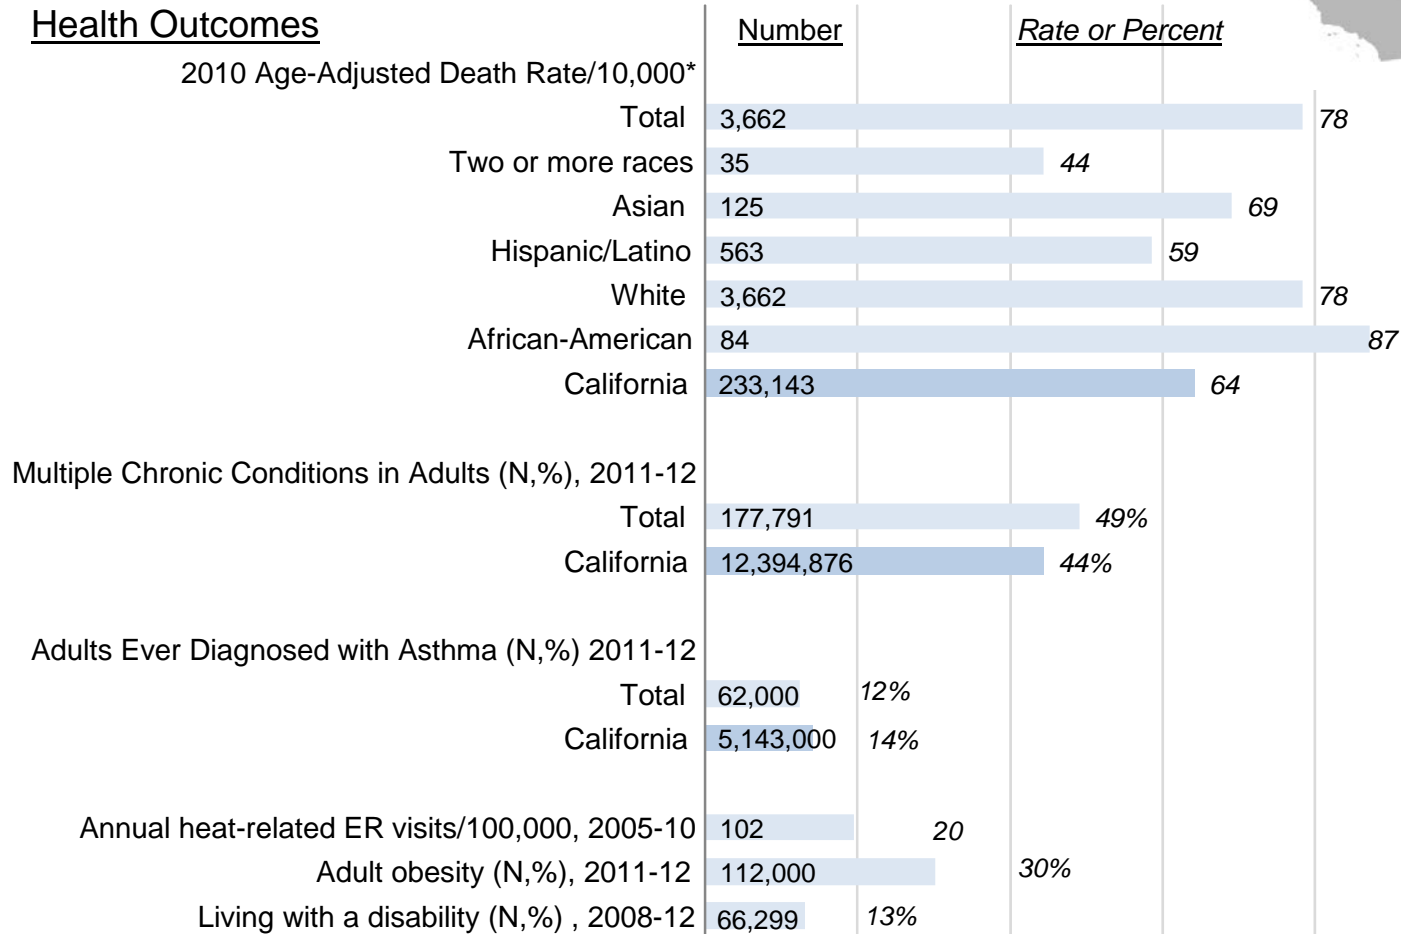 Health Outcomes Number Rate or Percent
2010 Age-Adjusted Death Rate/10,000*
Total 3,662 78
Two or more races 35 44
Asian 125 69
Hispanic/Latino 563 59
White 3,662 78
African-American 84 87
California 233,143 64
Multiple Chronic Conditions in Adults (N,%), 2011-12
Total 177,791 49%
California 12,394,876 44%
Adults Ever Diagnosed with Asthma (N,%) 2011-12
Total 62,000 12%
California 5,143,000 14%
Annual heat-related ER visits/100,000, 2005-10 102 20
Adult obesity (N,%), 2011-12 112,000 30%
Living with a disability (N,%) , 2008-12 66,299 13%